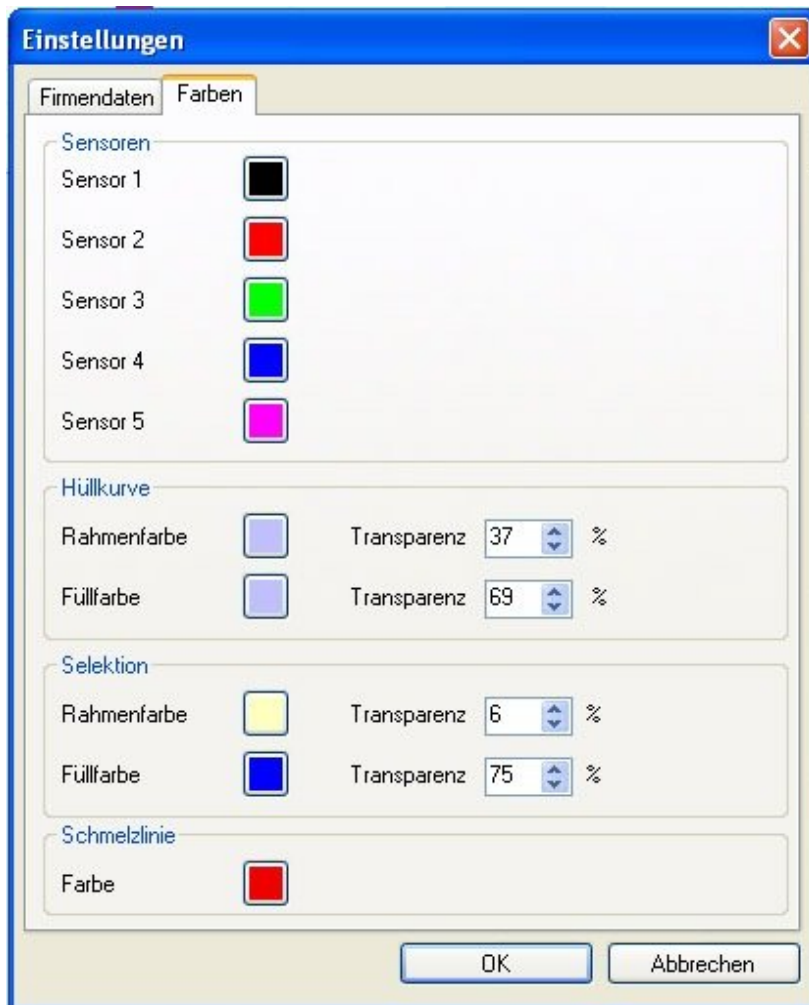 Einstellungen
Firmendaten Farben
Sensoren
Sensor 1
Sensor 2
Sensor 3
Sensor 4
Sensor 5
Hüllkurve
Rahmenfarbe Transparenz 37 %
Füllfarbe Transparenz 69 %
Selektion
Rahmenfarbe Transparenz 6 %
Füllfarbe Transparenz 75 %
Schmelzlinie
Farbe
OK Abbrechen